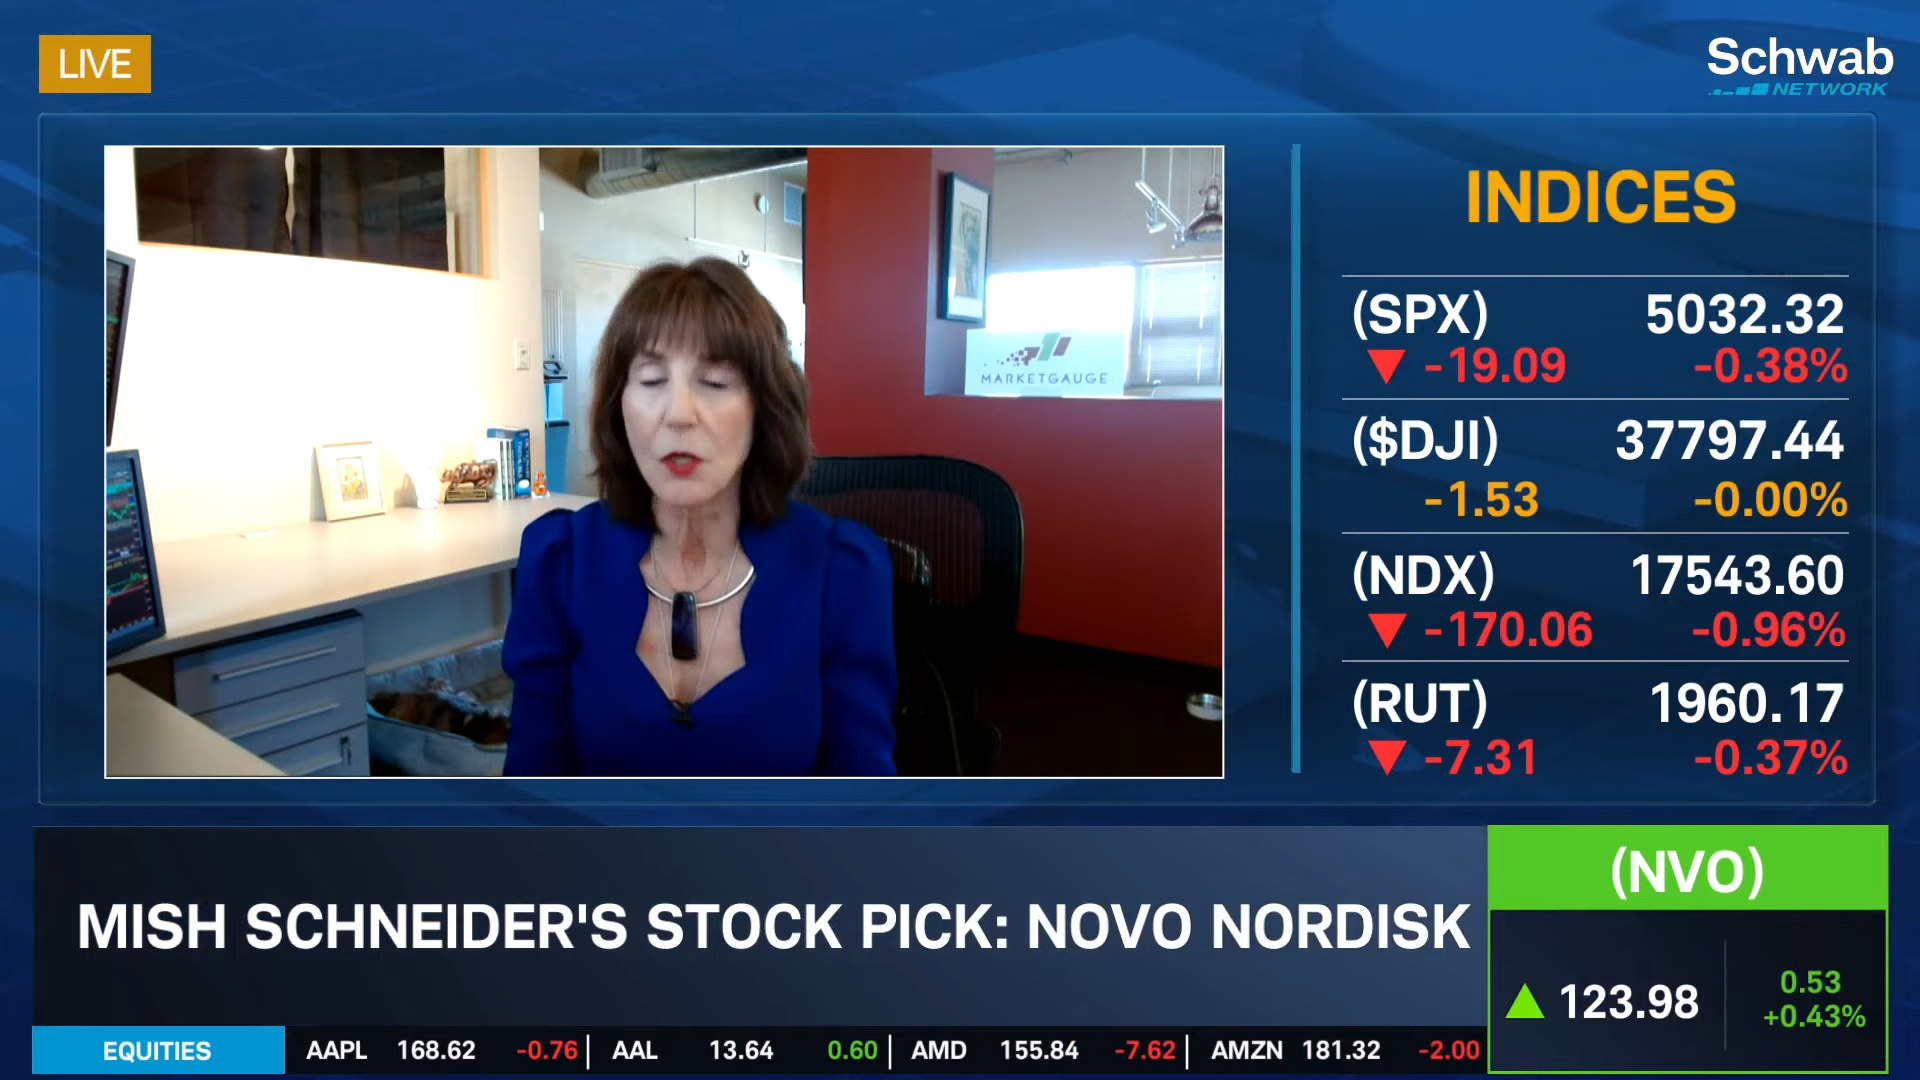 LIVE
Schwab
NETWORK
MARKETGAUGE
INDICES
(SPX) 5032.32
▼ -19.09 -0.38%
($DJI) 37797.44
-1.53 -0.00%
(NDX) 17543.60
▼ -170.06 -0.96%
(RUT) 1960.17
▼ -7.31 -0.37%
MISH SCHNEIDER'S STOCK PICK: NOVO NORDISK
(NVO)
▲ 123.98
0.53
+0.43%
EQUITIES AAPL 168.62 -0.76 | AAL 13.64 0.60 | AMD 155.84 -7.62 | AMZN 181.32 -2.00